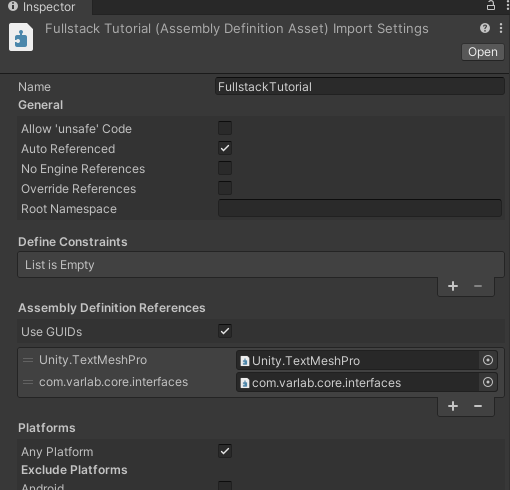 Inspector
Fullstack Tutorial (Assembly Definition Asset) Import Settings
Open
Name FullstackTutorial
General
Allow 'unsafe' Code
Auto Referenced
No Engine References
Override References
Root Namespace
Define Constraints
List is Empty
Assembly Definition References
Use GUIDs
Unity.TextMeshPro Unity.TextMeshPro
com.varlab.core.interfaces com.varlab.core.interfaces
Platforms
Any Platform
Exclude Platforms
Android